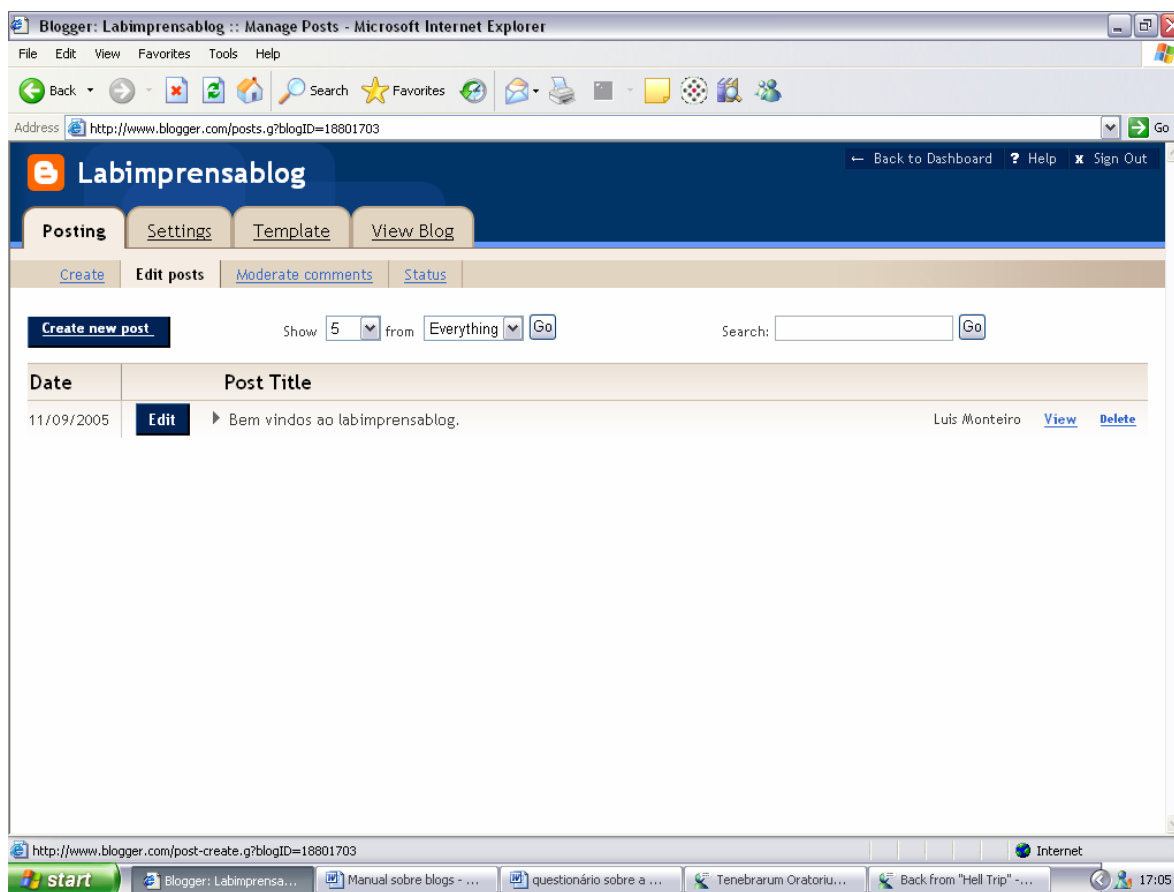 Blogger: Labimprensablog :: Manage Posts - Microsoft Internet Explorer
File Edit View Favorites Tools Help
Back Search Favorites
Address http://www.blogger.com/posts.g?blogID=18801703 Go
Labimprensablog ← Back to Dashboard ? Help x Sign Out
Posting Settings Template View Blog
Create Edit posts Moderate comments Status
Create new post Show 5 from Everything Go Search: Go
Date Post Title
11/09/2005 Edit Bem vindos ao labimprensablog. Luis Monteiro View Delete
http://www.blogger.com/post-create.g?blogID=18801703 Internet
start Blogger: Labimprensa... Manual sobre blogs - ... questionário sobre a ... Tenebrarum Oratoriu... Back from "Hell Trip" -... 17:05